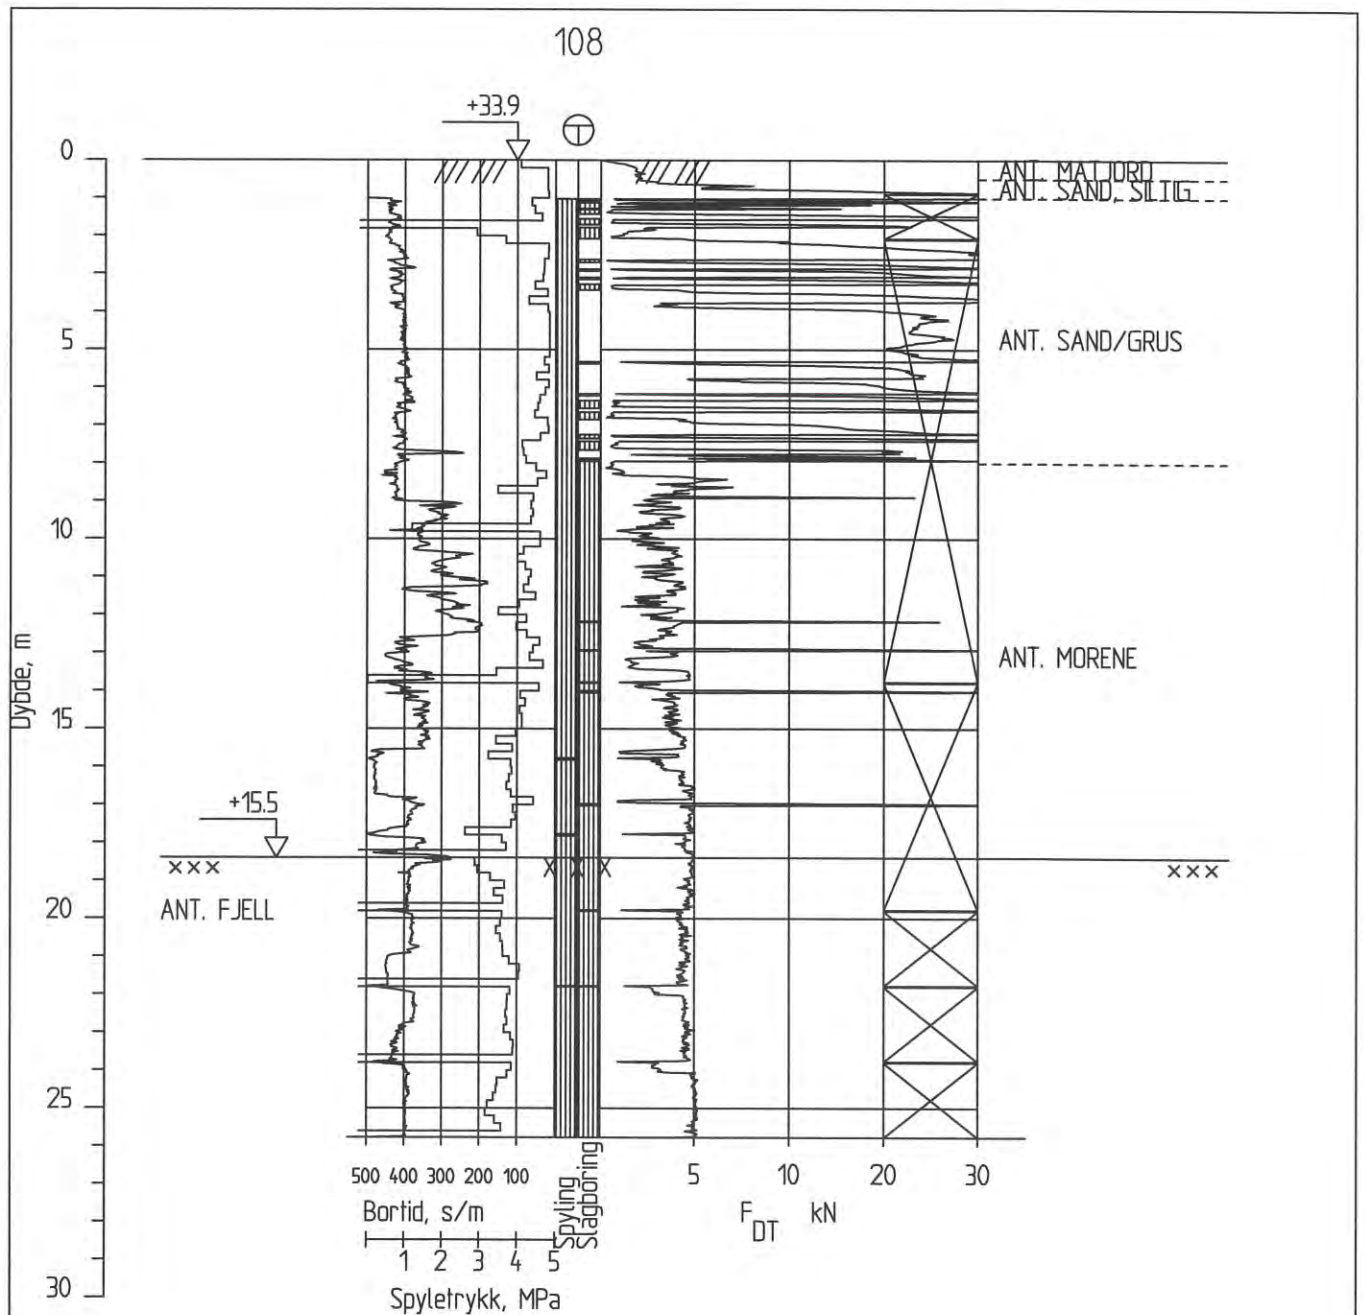 108
+33.9
0
ANT. MATJORD
ANT. SAND, SILTIG
ANT. SAND/GRUS
5
10
Dybde, m
ANT. MORENE
15
+15.5
xxx
X X X
xxx
ANT. FJELL
20
25
500 400 300 200 100
Spyling
Slagboring
5 10 20 30
Bortid, s/m
F DT kN
1 2 3 4 5
Spyletrykk, MPa
30